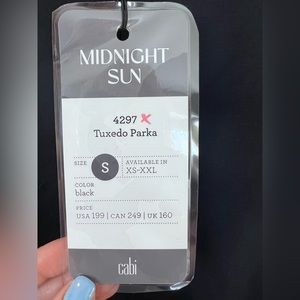 MIDNIGHT
SUN
4297
Tuxedo Parka
SIZE
S
AVAILABLE IN
XS-XXL
COLOR
black
PRICE
USA 199 | CAN 249 | UK 160
cabi